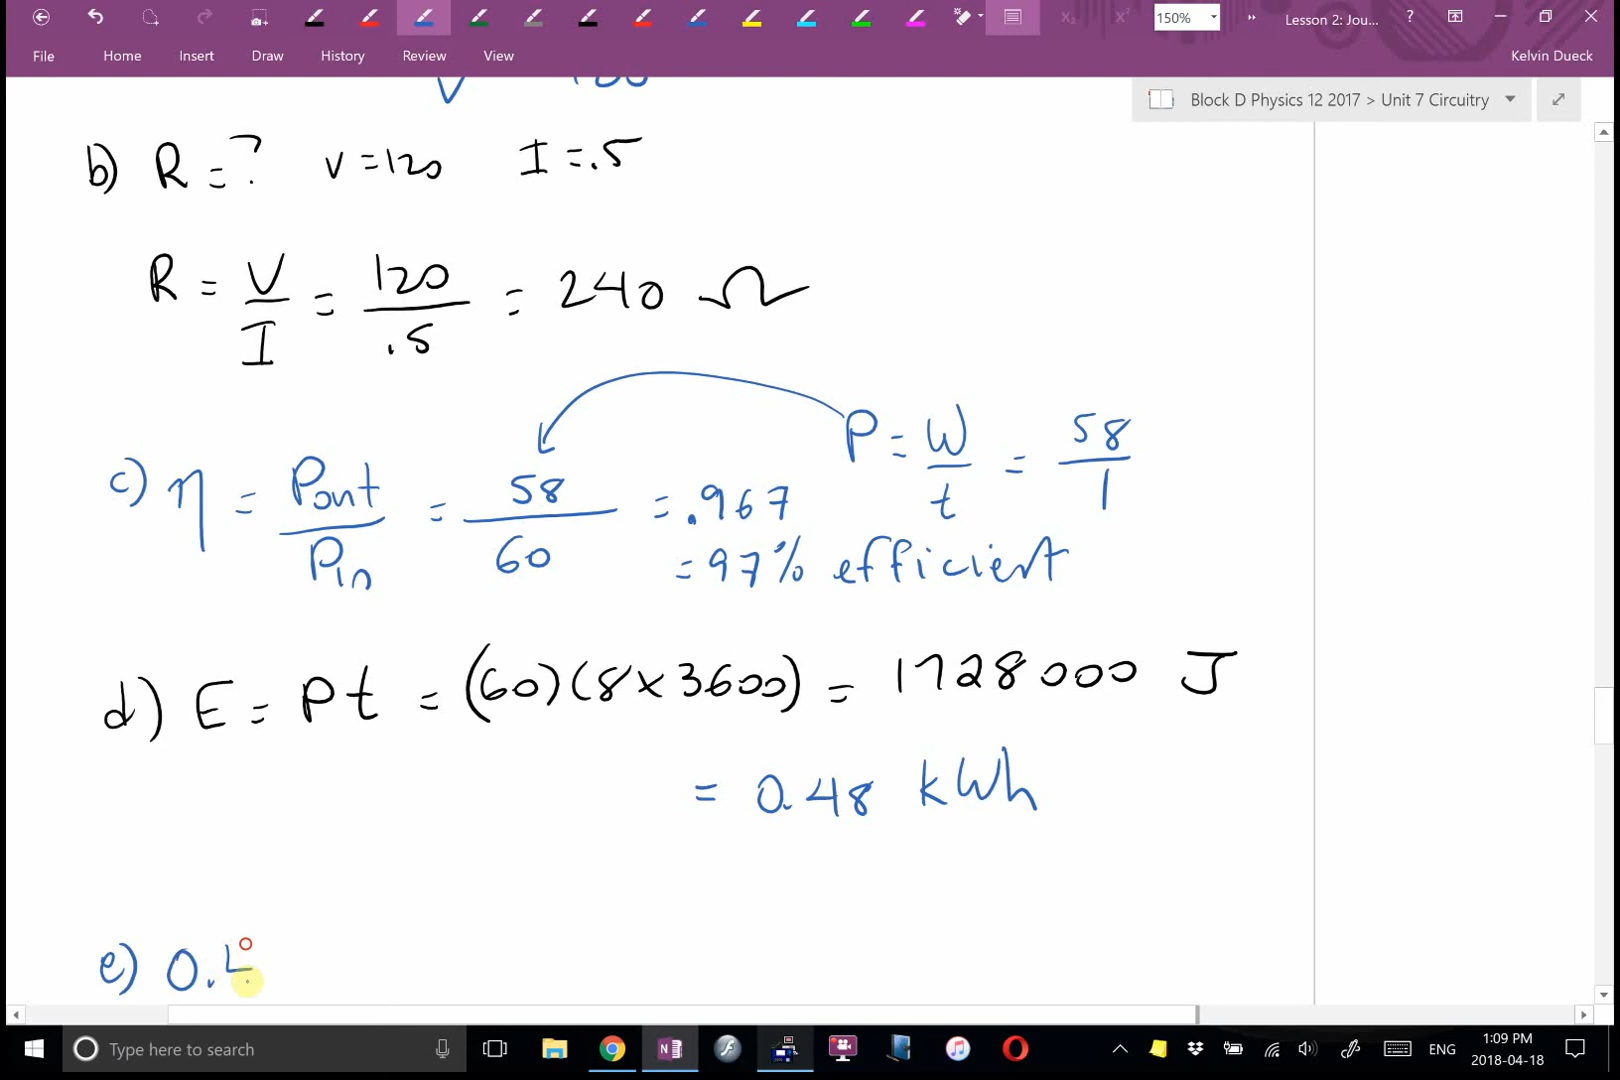 150%
Lesson 2: Jou...
?
File Home Insert Draw History Review View
Kelvin Dueck
Block D Physics 12 2017 > Unit 7 Circuitry
b) R = ? V = 120 I = .5
R = V/I = 120/.5 = 240 Ω
P = W/t = 58/1
c) η = Pout/Pin = 58/60 = .967
= 97% efficient
d) E = Pt = (60)(8 x 3600) = 1728000 J
= 0.48 kWh
e) 0.4
Type here to search
ENG
1:09 PM
2018-04-18